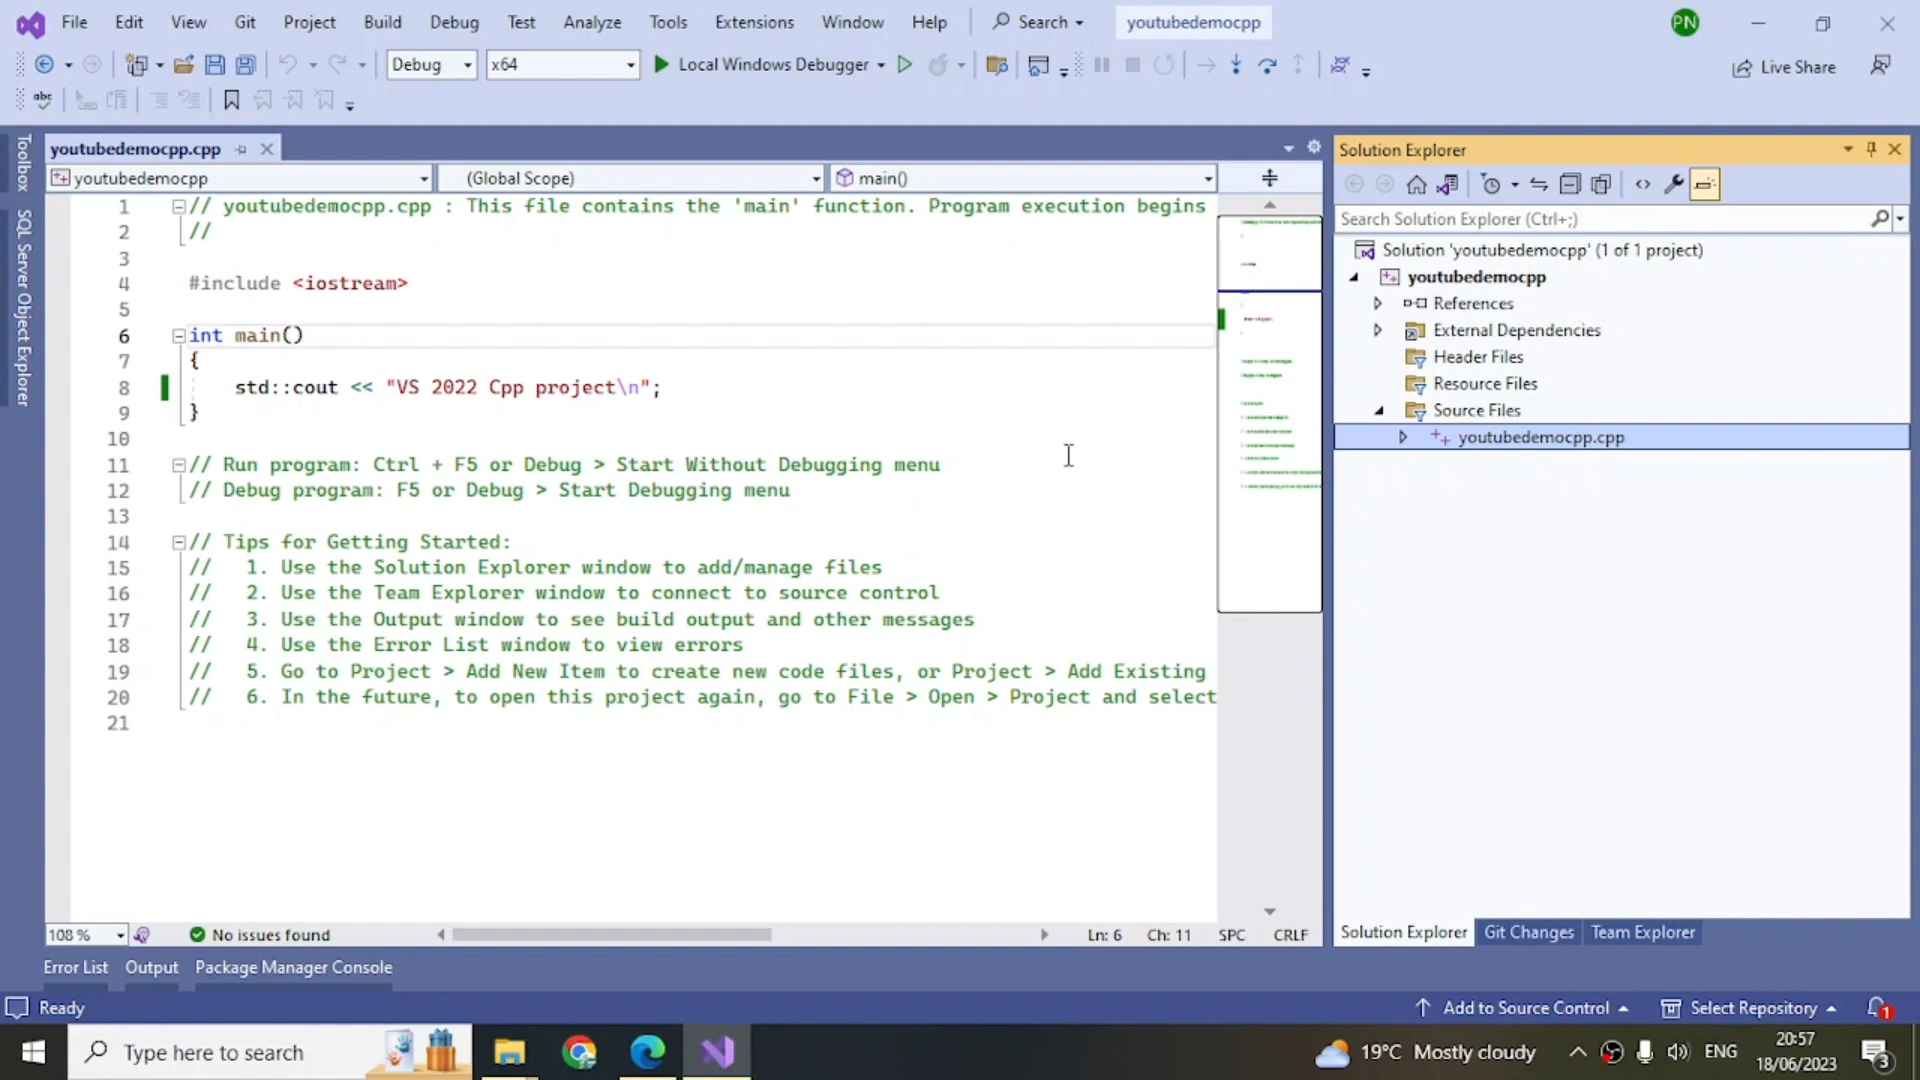 File Edit View Git Project Build Debug Test Analyze Tools Extensions Window Help Search youtubedemocpp PN
Debug x64 Local Windows Debugger Live Share
abc
Toolbox
SQL Server Object Explorer
youtubedemocpp.cpp
youtubedemocpp (Global Scope) main()
1 // youtubedemocpp.cpp : This file contains the 'main' function. Program execution begins
2 //
3
4 #include <iostream>
5
6 int main()
7 {
8 std::cout << "VS 2022 Cpp project\n";
9 }
10
11 // Run program: Ctrl + F5 or Debug > Start Without Debugging menu
12 // Debug program: F5 or Debug > Start Debugging menu
13
14 // Tips for Getting Started:
15 // 1. Use the Solution Explorer window to add/manage files
16 // 2. Use the Team Explorer window to connect to source control
17 // 3. Use the Output window to see build output and other messages
18 // 4. Use the Error List window to view errors
19 // 5. Go to Project > Add New Item to create new code files, or Project > Add Existing
20 // 6. In the future, to open this project again, go to File > Open > Project and select
21
108 % No issues found Ln: 6 Ch: 11 SPC CRLF
Solution Explorer
Search Solution Explorer (Ctrl+;)
Solution 'youtubedemocpp' (1 of 1 project)
youtubedemocpp
References
External Dependencies
Header Files
Resource Files
Source Files
youtubedemocpp.cpp
Solution Explorer Git Changes Team Explorer
Error List Output Package Manager Console
Ready Add to Source Control Select Repository 1
Type here to search 19°C Mostly cloudy ENG 20:57
18/06/2023 3